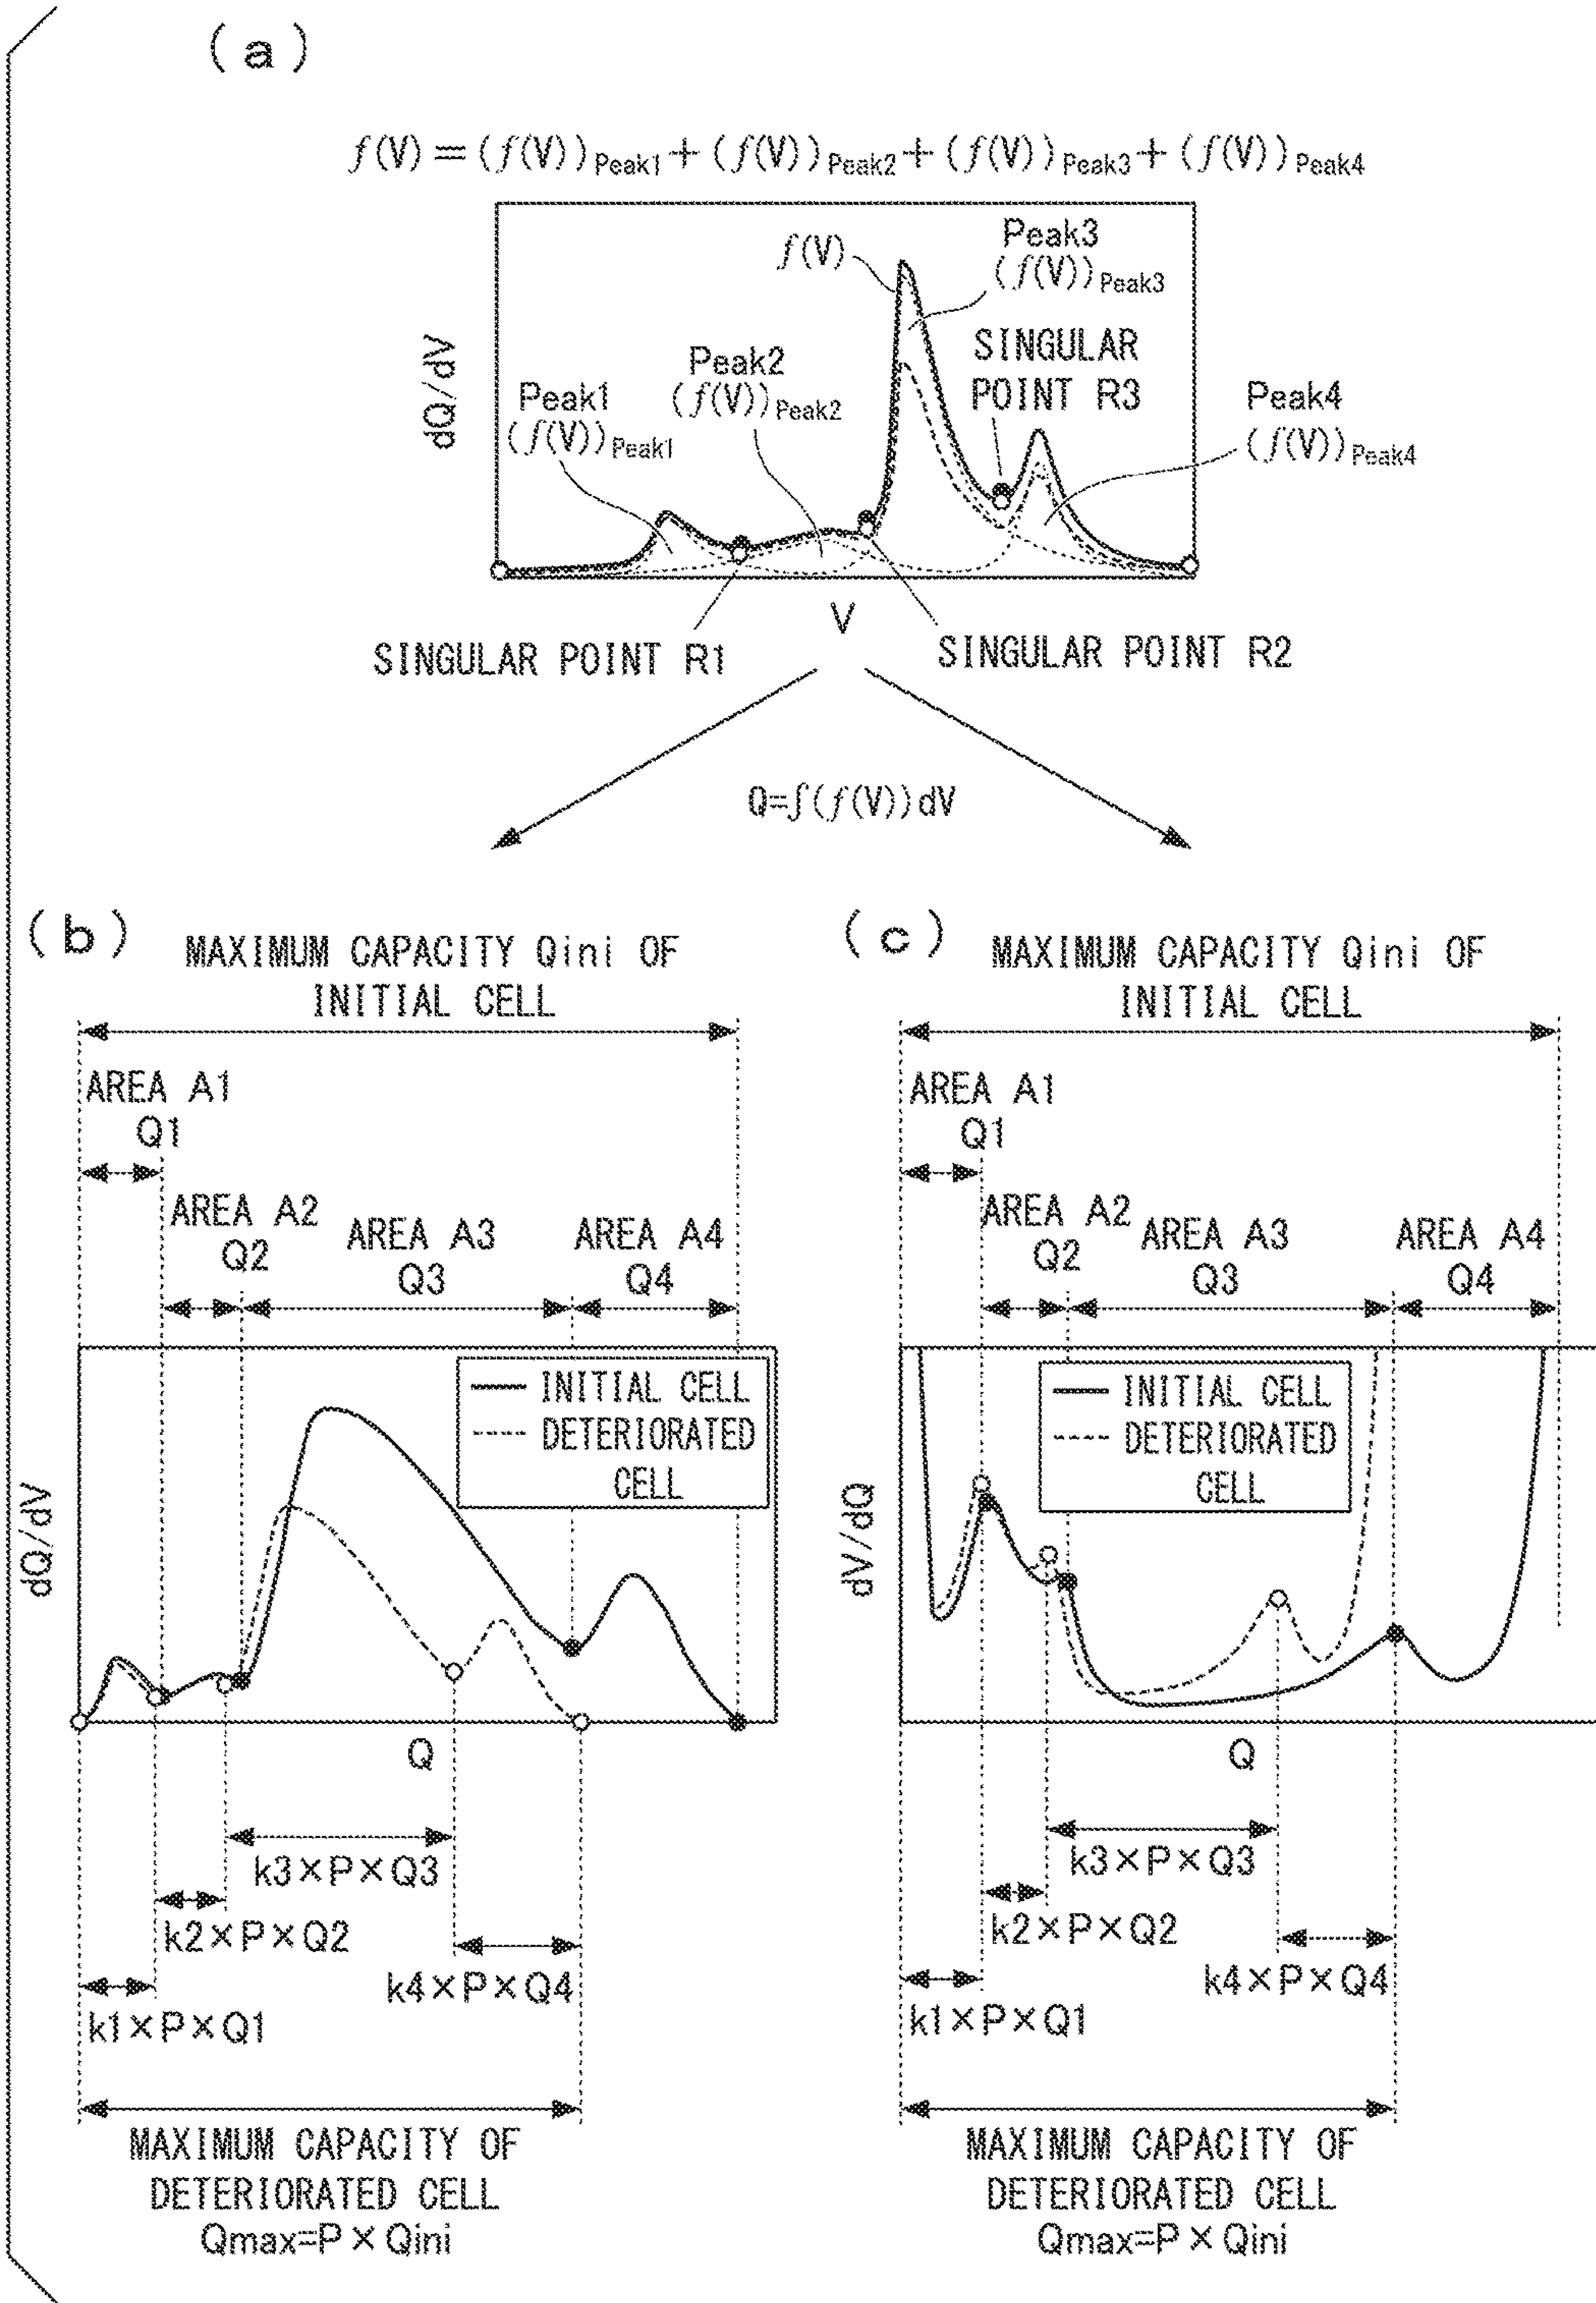 (a)
f(V)=(f(V))Peak1+(f(V))Peak2+(f(V))Peak3+(f(V))Peak4
dQ/dV
f(V)
Peak3
(f(V))Peak3
SINGULAR
POINT R3
Peak2
(f(V))Peak2
Peak1
(f(V))Peak1
Peak4
(f(V))Peak4
V
SINGULAR POINT R1
SINGULAR POINT R2
Q=∫(f(V))dV
(b)
MAXIMUM CAPACITY Qini OF
INITIAL CELL
AREA A1
Q1
AREA A2
Q2
AREA A3
Q3
AREA A4
Q4
INITIAL CELL
DETERIORATED
CELL
dQ/dV
Q
k3×P×Q3
k2×P×Q2
k4×P×Q4
k1×P×Q1
MAXIMUM CAPACITY OF
DETERIORATED CELL
Qmax=P×Qini
(c)
MAXIMUM CAPACITY Qini OF
INITIAL CELL
AREA A1
Q1
AREA A2
Q2
AREA A3
Q3
AREA A4
Q4
INITIAL CELL
DETERIORATED
CELL
dV/dQ
Q
k3×P×Q3
k2×P×Q2
k4×P×Q4
k1×P×Q1
MAXIMUM CAPACITY OF
DETERIORATED CELL
Qmax=P×Qini